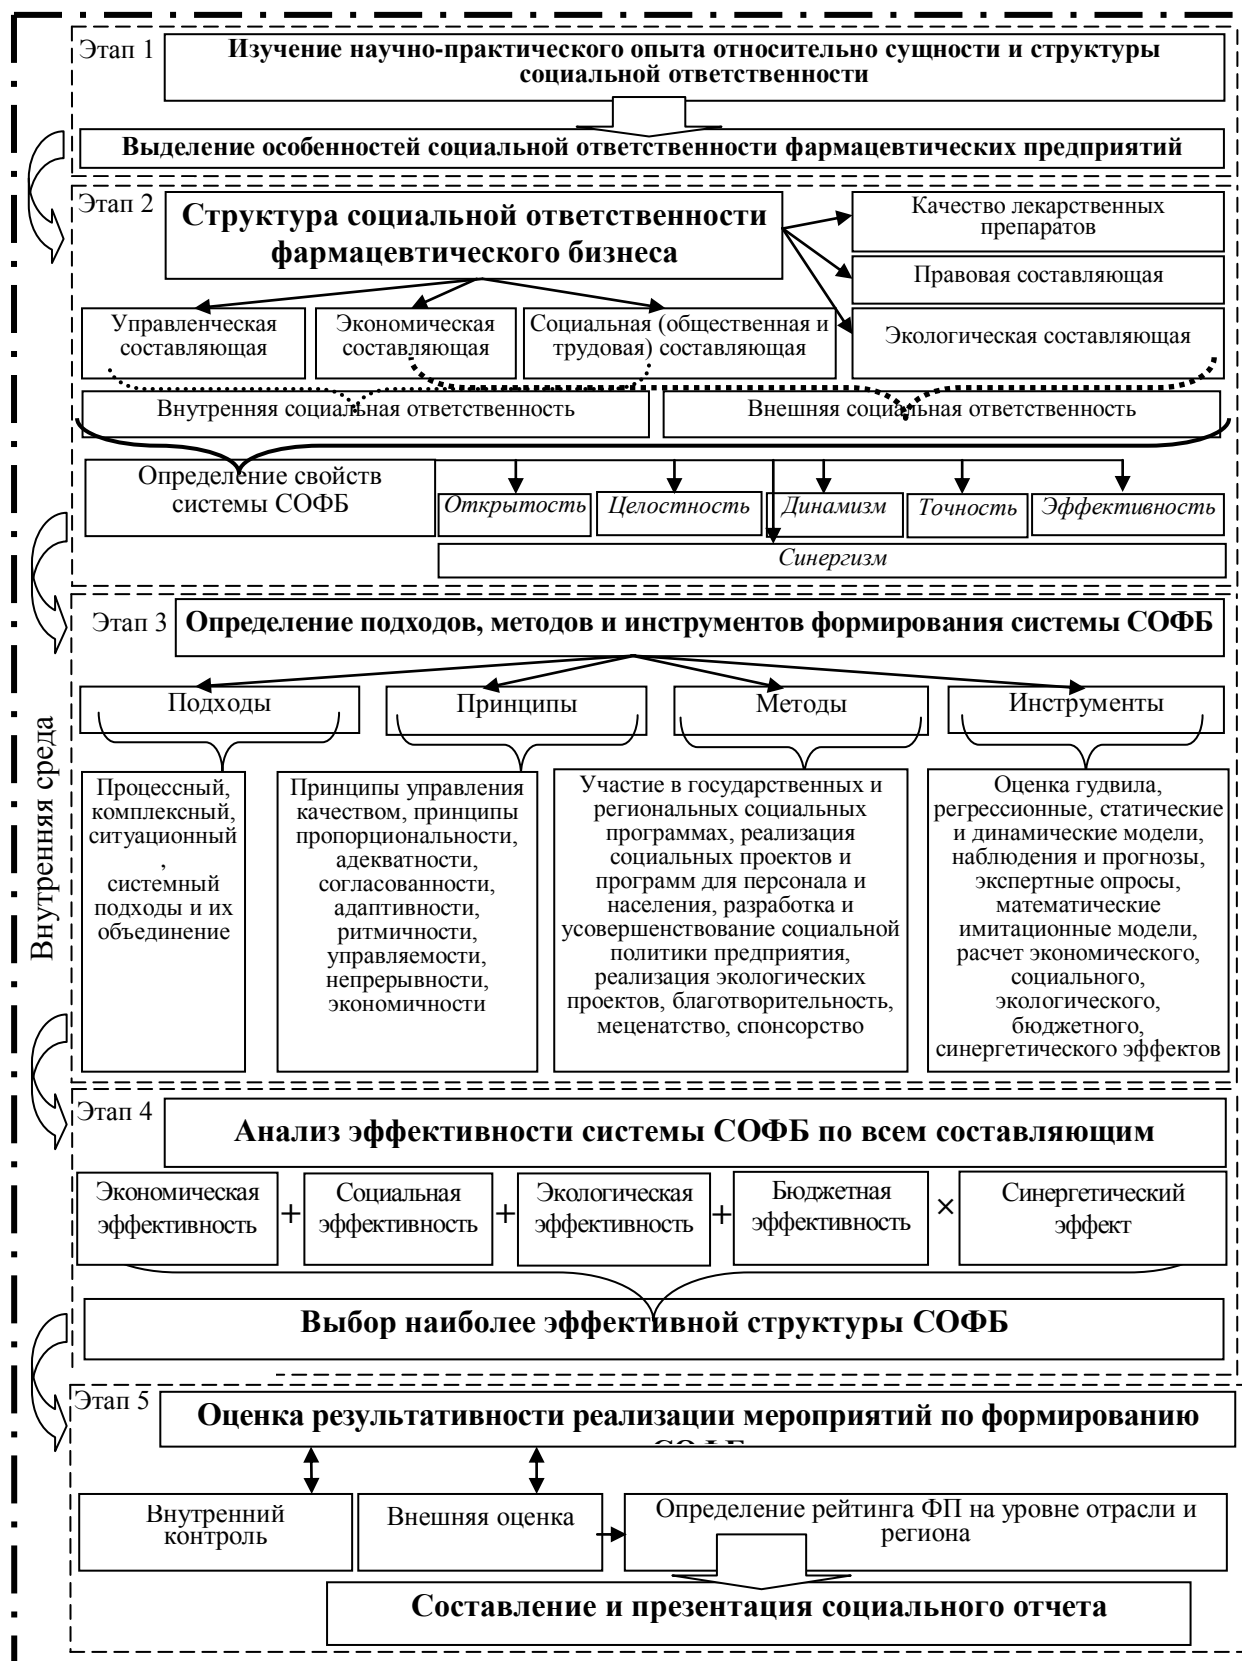 Этап 1
Изучение научно-практического опыта относительно сущности и структуры
социальной ответственности
Выделение особенностей социальной ответственности фармацевтических предприятий
Этап 2
Структура социальной ответственности
фармацевтического бизнеса
Качество лекарственных
препаратов
Правовая составляющая
Экологическая составляющая
Управленческая
составляющая
Экономическая
составляющая
Социальная (общественная и
трудовая) составляющая
Внутренняя социальная ответственность
Внешняя социальная ответственность
Определение свойств
системы СОФБ
Открытость
Целостность
Динамизм
Точность
Эффективность
Синергизм
Этап 3
Определение подходов, методов и инструментов формирования системы СОФБ
Подходы
Принципы
Методы
Инструменты
Процессный,
комплексный,
ситуационный
,
системный
подходы и их
объединение
Принципы управления
качеством, принципы
пропорциональности,
адекватности,
согласованности,
адаптивности,
ритмичности,
управляемости,
непрерывности,
экономичности
Участие в государственных и
региональных социальных
программах, реализация
социальных проектов и
программ для персонала и
населения, разработка и
усовершенствование социальной
политики предприятия,
реализация экологических
проектов, благотворительность,
меценатство, спонсорство
Оценка гудвила,
регрессионные, статические
и динамические модели,
наблюдения и прогнозы,
экспертные опросы,
математические
имитационные модели,
расчет экономического,
социального,
экологического,
бюджетного,
синергетического эффектов
Внутренняя среда
Этап 4
Анализ эффективности системы СОФБ по всем составляющим
Экономическая
эффективность
+
Социальная
эффективность
+
Экологическая
эффективность
+
Бюджетная
эффективность
×
Синергетический
эффект
Выбор наиболее эффективной структуры СОФБ
Этап 5
Оценка результативности реализации мероприятий по формированию
СОФБ
Внутренний
контроль
Внешняя оценка
Определение рейтинга ФП на уровне отрасли и
региона
Составление и презентация социального отчета